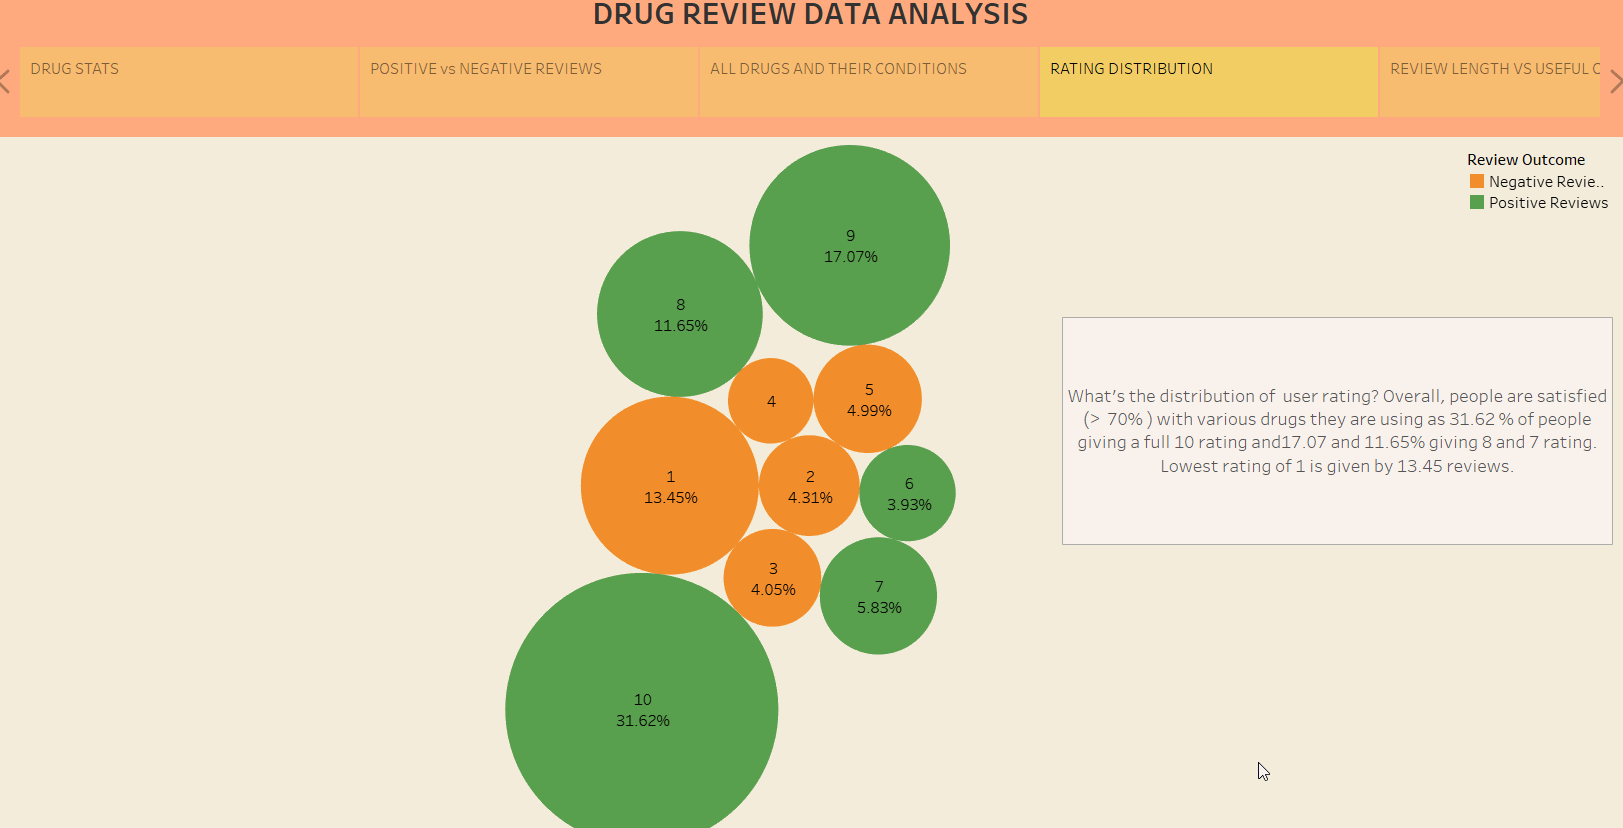 DRUG REVIEW DATA ANALYSIS
DRUG STATS
POSITIVE vs NEGATIVE REVIEWS
ALL DRUGS AND THEIR CONDITIONS
RATING DISTRIBUTION
REVIEW LENGTH VS USEFUL C
Review Outcome
Negative Revie..
Positive Reviews
9
17.07%
8
11.65%
4
5
4.99%
1
13.45%
2
4.31%
6
3.93%
3
4.05%
7
5.83%
10
31.62%
What's the distribution of user rating? Overall, people are satisfied
(> 70% ) with various drugs they are using as 31.62 % of people
giving a full 10 rating and17.07 and 11.65% giving 8 and 7 rating.
Lowest rating of 1 is given by 13.45 reviews.